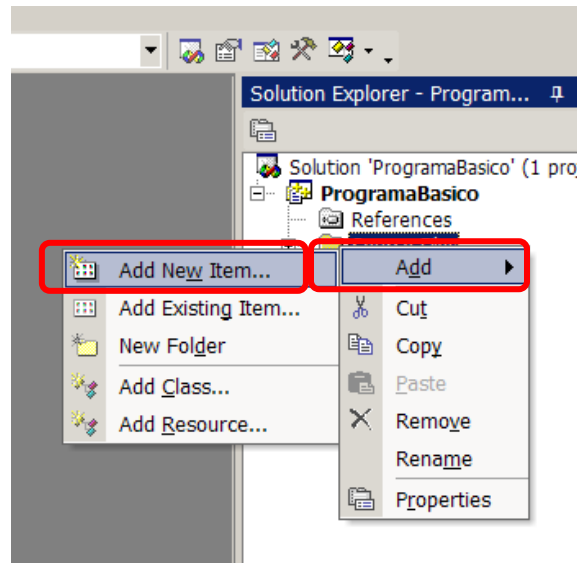 Solution Explorer - Program...
Solution 'ProgramaBasico' (1 proj
ProgramaBasico
References
Add
Cut
Copy
Paste
Remove
Rename
Properties
Add New Item...
Add Existing Item...
New Folder
Add Class...
Add Resource...